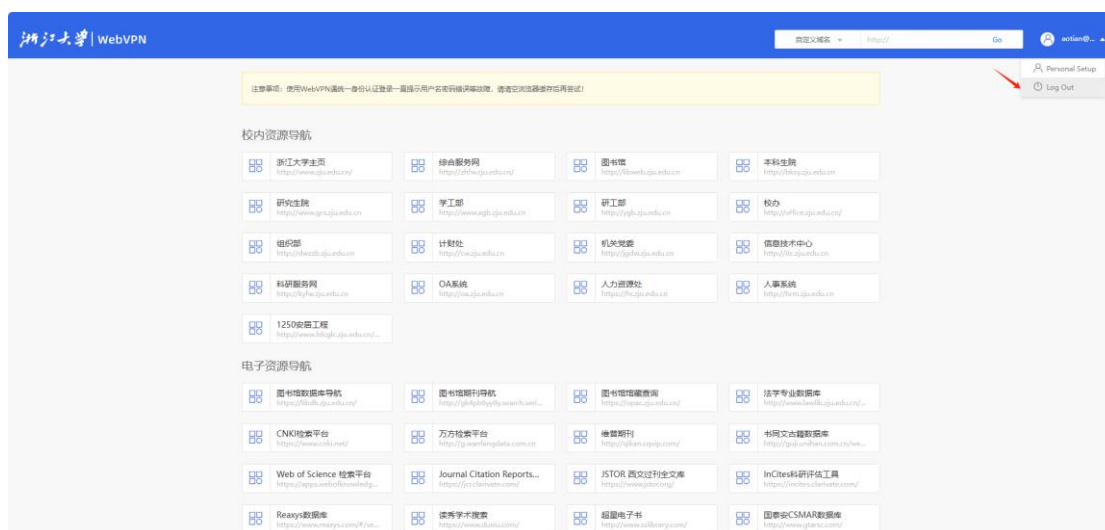 浙江大学 | WebVPN
自定义域名
http://
Go
aotian@...
Personal Setup
Log Out
注意事项：使用WebVPN遇统一身份认证登录一直提示用户名密码错误等故障，请清空浏览器缓存后再尝试！
校内资源导航
浙江大学主页
http://www.zju.edu.cn/
综合服务网
http://zhfw.zju.edu.cn/
图书馆
http://libweb.zju.edu.cn
本科生院
http://bksy.zju.edu.cn
研究生院
http://www.grs.zju.edu.cn
学工部
http://www.xgb.zju.edu.cn
研工部
http://ygb.zju.edu.cn
校办
http://office.zju.edu.cn/
组织部
http://dwzzb.zju.edu.cn
计财处
http://cw.zju.edu.cn
机关党委
http://jgdw.zju.edu.cn
信息技术中心
http://itc.zju.edu.cn
科研服务网
http://kyfw.zju.edu.cn
OA系统
http://oa.zju.edu.cn
人力资源处
https://hr.zju.edu.cn
人事系统
http://hrm.zju.edu.cn
1250安居工程
电子资源导航
图书馆数据库导航
https://libdb.zju.edu.cn/
图书馆期刊导航
图书馆馆藏查询
https://opac.zju.edu.cn/
法学专业数据库
http://www.lawlib.zju.edu.cn/...
CNKI检索平台
https://www.cnki.net/
万方检索平台
http://g.wanfangdata.com.cn
维普期刊
http://qikan.cqvip.com/
书同文古籍数据库
http://guji.unihan.com.cn/we...
Web of Science 检索平台
https://apps.webofknowledg...
Journal Citation Reports...
https://jcr.clarivate.com/
JSTOR 西文过刊全文库
https://www.jstor.org/
InCites科研评估工具
https://incites.clarivate.com/
Reaxys数据库
https://www.reaxys.com/#/se...
读秀学术搜索
https://www.duxiu.com/
超星电子书
http://www.sslibrary.com/
国泰安CSMAR数据库
https://www.gtarsc.com/